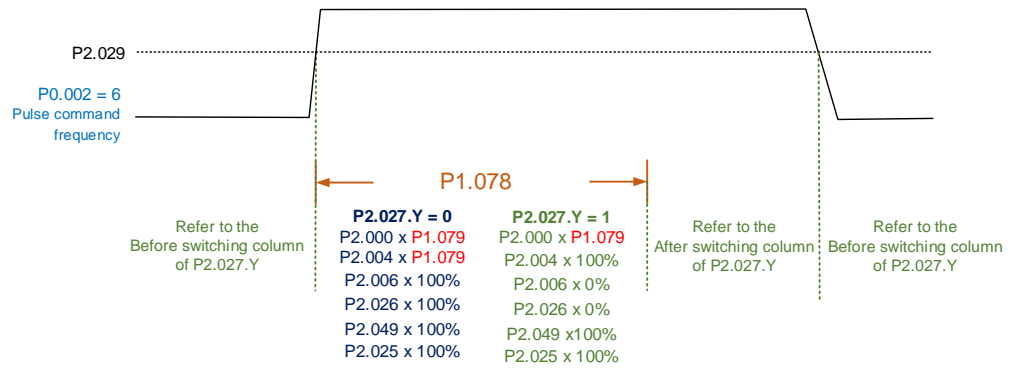 P2.029
P0.002 = 6
Pulse command
frequency
P1.078
Refer to the
Before switching column
of P2.027.Y
P2.027.Y = 0
P2.000 x P1.079
P2.004 x P1.079
P2.006 x 100%
P2.026 x 100%
P2.049 x 100%
P2.025 x 100%
P2.027.Y = 1
P2.000 x P1.079
P2.004 x 100%
P2.006 x 0%
P2.026 x 0%
P2.049 x100%
P2.025 x 100%
Refer to the
After switching column
of P2.027.Y
Refer to the
Before switching column
of P2.027.Y